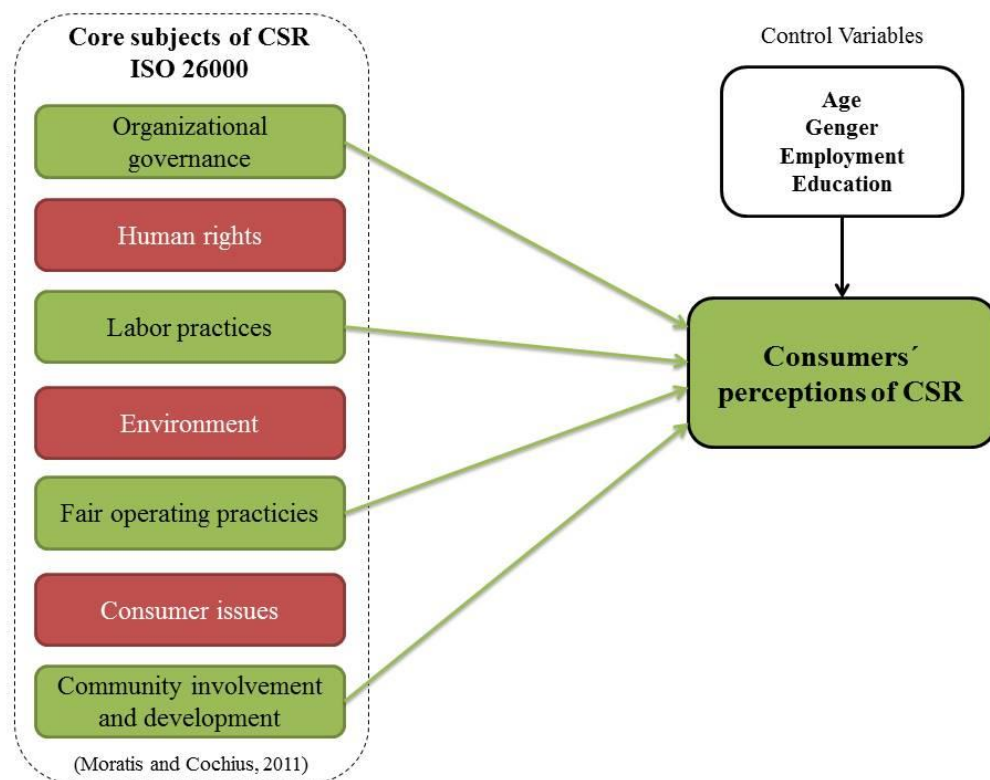 Core subjects of CSR
ISO 26000
Organizational
governance
Human rights
Labor practices
Environment
Fair operating practicies
Consumer issues
Community involvement
and development
(Moratis and Cochius, 2011)
Control Variables
Age
Genger
Employment
Education
Consumers´
perceptions of CSR